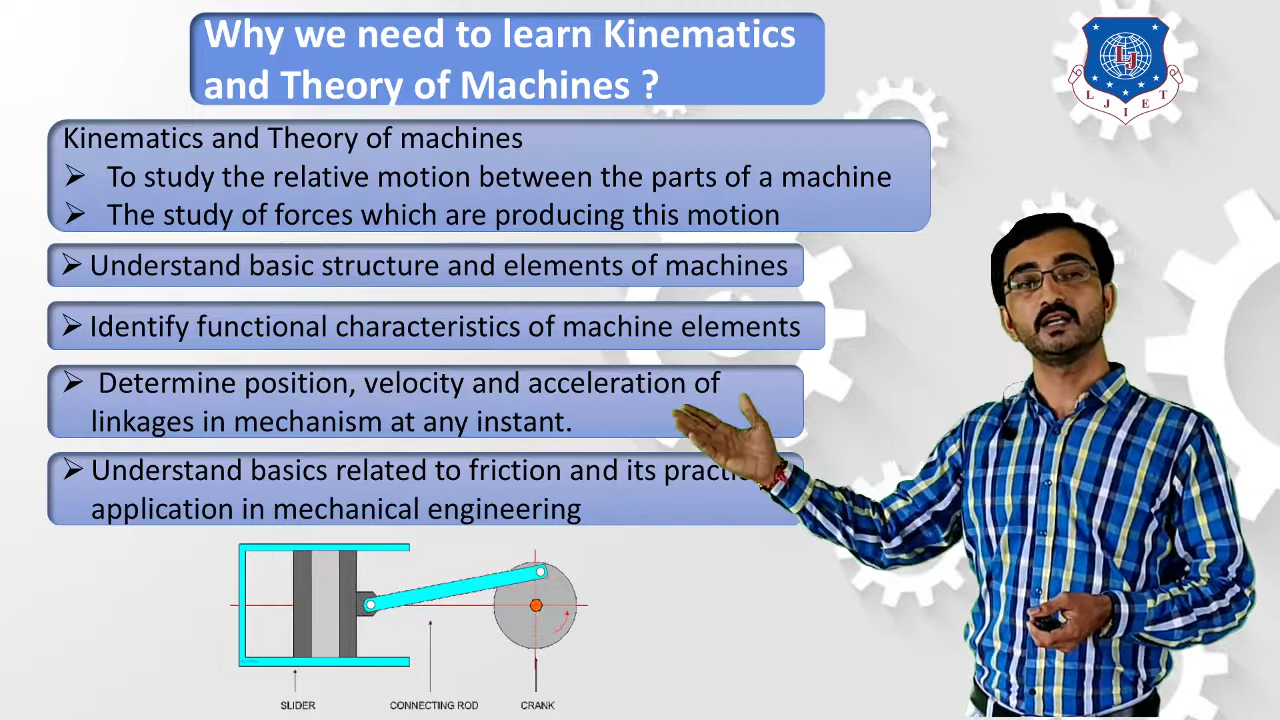 Why we need to learn Kinematics
and Theory of Machines ?
LJ
L J I E T
Kinematics and Theory of machines
➢ To study the relative motion between the parts of a machine
➢ The study of forces which are producing this motion
➢ Understand basic structure and elements of machines
➢ Identify functional characteristics of machine elements
➢ Determine position, velocity and acceleration of
linkages in mechanism at any instant.
➢ Understand basics related to friction and its
application in mechanical engineering
SLIDER
CONNECTING ROD
CRANK